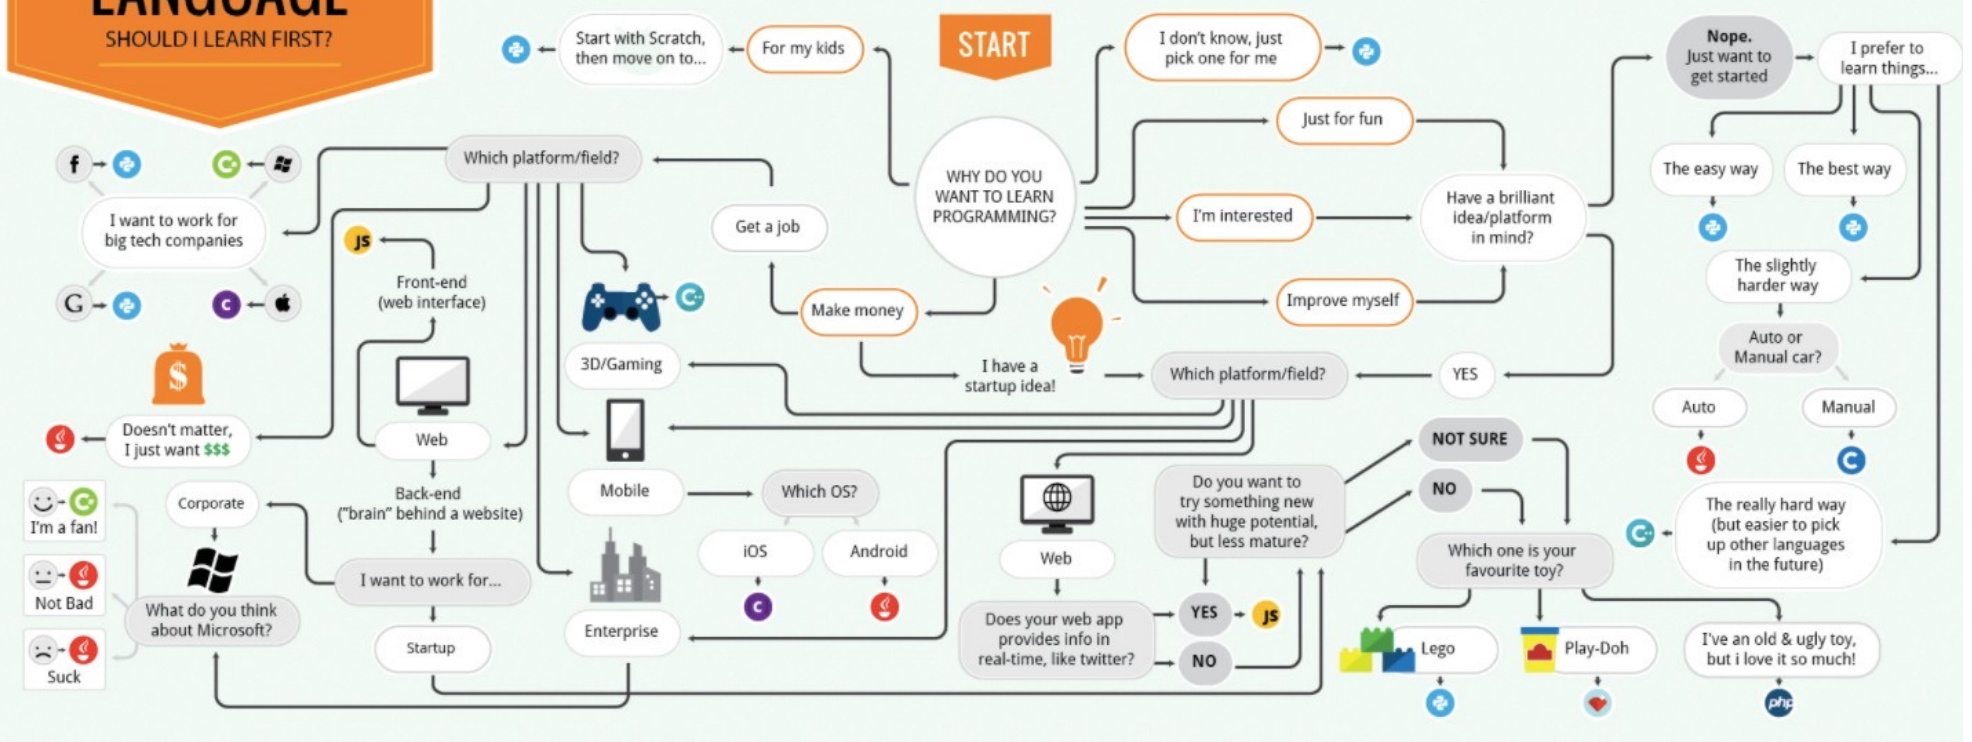 LANGUAGE
SHOULD I LEARN FIRST?
START
Start with Scratch,
then move on to...
For my kids
I don't know, just
pick one for me
Nope.
Just want to
get started
I prefer to
learn things...
Just for fun
Which platform/field?
WHY DO YOU
WANT TO LEARN
PROGRAMMING?
The easy way
The best way
f
I want to work for
big tech companies
Get a job
I'm interested
Have a brilliant
idea/platform
in mind?
JS
Front-end
(web interface)
C++
The slightly
harder way
G
C
Make money
Improve myself
Auto or
Manual car?
$
3D/Gaming
I have a
startup idea!
Which platform/field?
YES
Auto
Manual
Doesn't matter,
I just want $$$
Web
NOT SURE
C
Mobile
Which OS?
Do you want to
try something new
with huge potential,
but less mature?
NO
I'm a fan!
Corporate
Back-end
("brain" behind a website)
The really hard way
(but easier to pick
up other languages
in the future)
C++
iOS
Android
Web
Which one is your
favourite toy?
Not Bad
I want to work for...
C
What do you think
about Microsoft?
Enterprise
Does your web app
provides info in
real-time, like twitter?
YES
JS
NO
Suck
Startup
Lego
Play-Doh
I've an old & ugly toy,
but i love it so much!
php